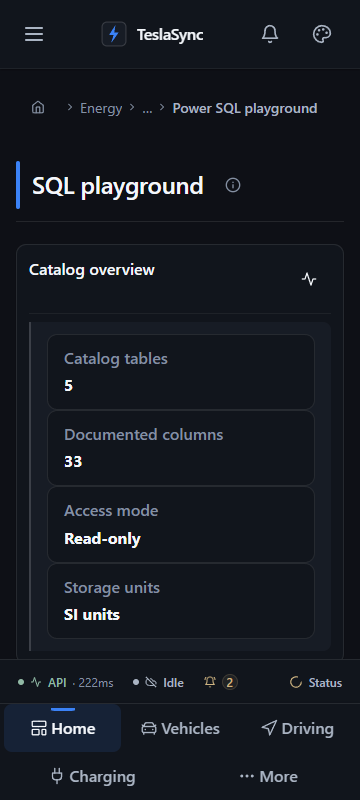 TeslaSync
Energy ... Power SQL playground
SQL playground
Catalog overview
Catalog tables
5
Documented columns
33
Access mode
Read-only
Storage units
SI units
API · 222ms Idle 2 Status
Home Vehicles Driving
Charging More